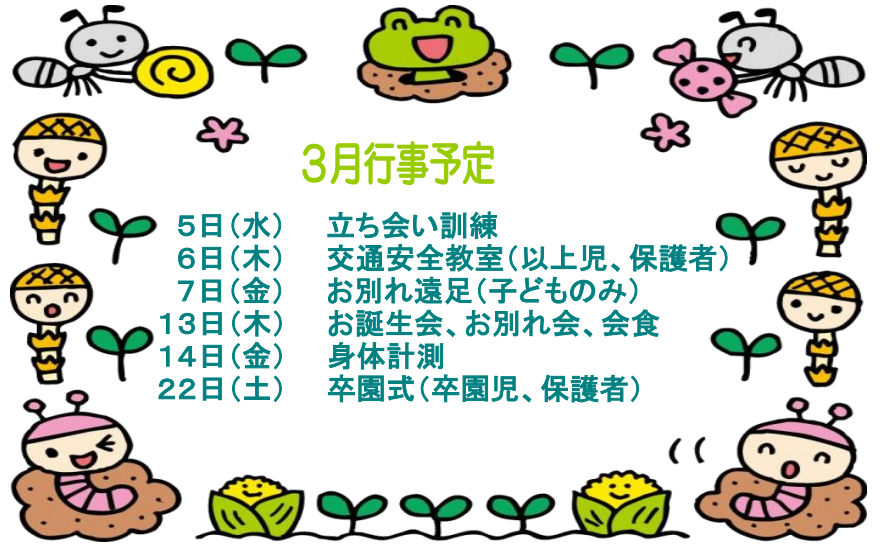 ３月行事予定
５日（水） 立ち会い訓練
６日（木） 交通安全教室（以上児、保護者）
７日（金） お別れ遠足（子どものみ）
１３日（木） お誕生会、お別れ会、会食
１４日（金） 身体計測
２２日（土） 卒園式（卒園児、保護者）